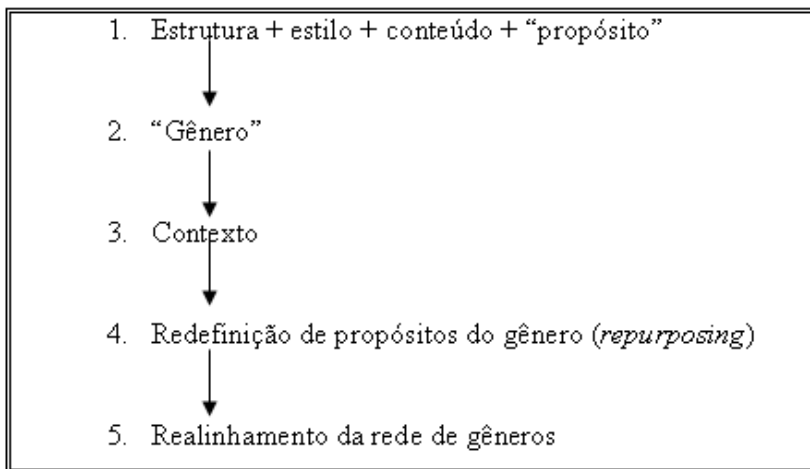 1. Estrutura + estilo + conteúdo + “propósito”
2. “Gênero”
3. Contexto
4. Redefinição de propósitos do gênero (repurposing)
5. Realinhamento da rede de gêneros